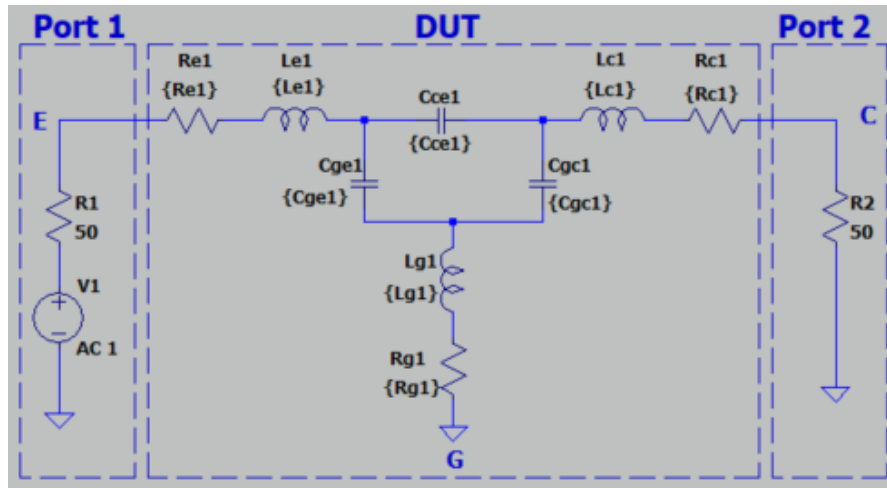 Port 1
DUT
Port 2
Re1
{Re1}
Le1
{Le1}
Cce1
{Cce1}
Lc1
{Lc1}
Rc1
{Rc1}
E
C
Cge1
{Cge1}
Cgc1
{Cgc1}
R1
50
R2
50
Lg1
{Lg1}
V1
AC 1
Rg1
{Rg1}
G